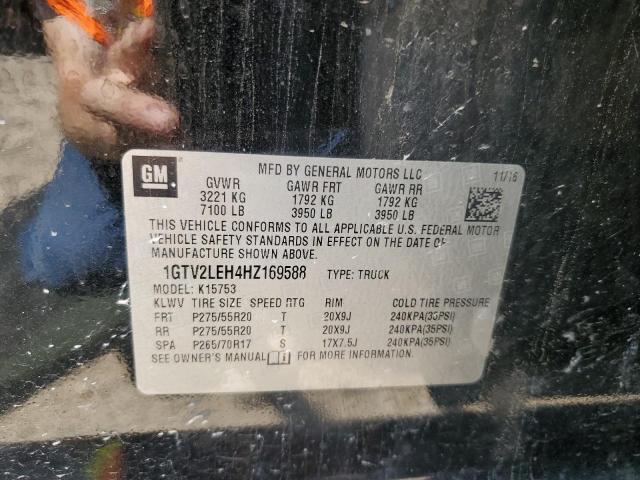 GM
MFD BY GENERAL MOTORS LLC 11/16
GVWR GAWR FRT GAWR RR
3221 KG 1792 KG 1792 KG
7100 LB 3950 LB 3950 LB
THIS VEHICLE CONFORMS TO ALL APPLICABLE U.S. FEDERAL MOTOR
VEHICLE SAFETY STANDARDS IN EFFECT ON THE DATE OF
MANUFACTURE SHOWN ABOVE.
1GTV2LEH4HZ169588 TYPE: TRUCK
MODEL: K15753
KLWV TIRE SIZE SPEED RTG RIM COLD TIRE PRESSURE
FRT P275/55R20 T 20X9J 240KPA(35PSI)
RR P275/55R20 T 20X9J 240KPA(35PSI)
SPA P265/70R17 S 17X7.5J 240KPA(35PSI)
SEE OWNER'S MANUAL FOR MORE INFORMATION.